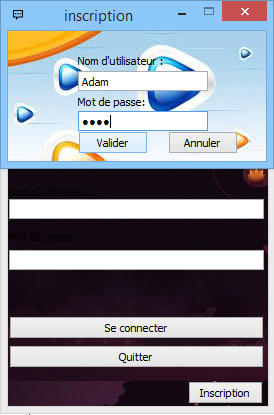 inscription
Nom d'utilisateur :
Adam
Mot de passe:
Valider
Annuler
Nom d'utilisateur :
Mot de passe :
Se connecter
Quitter
Inscription